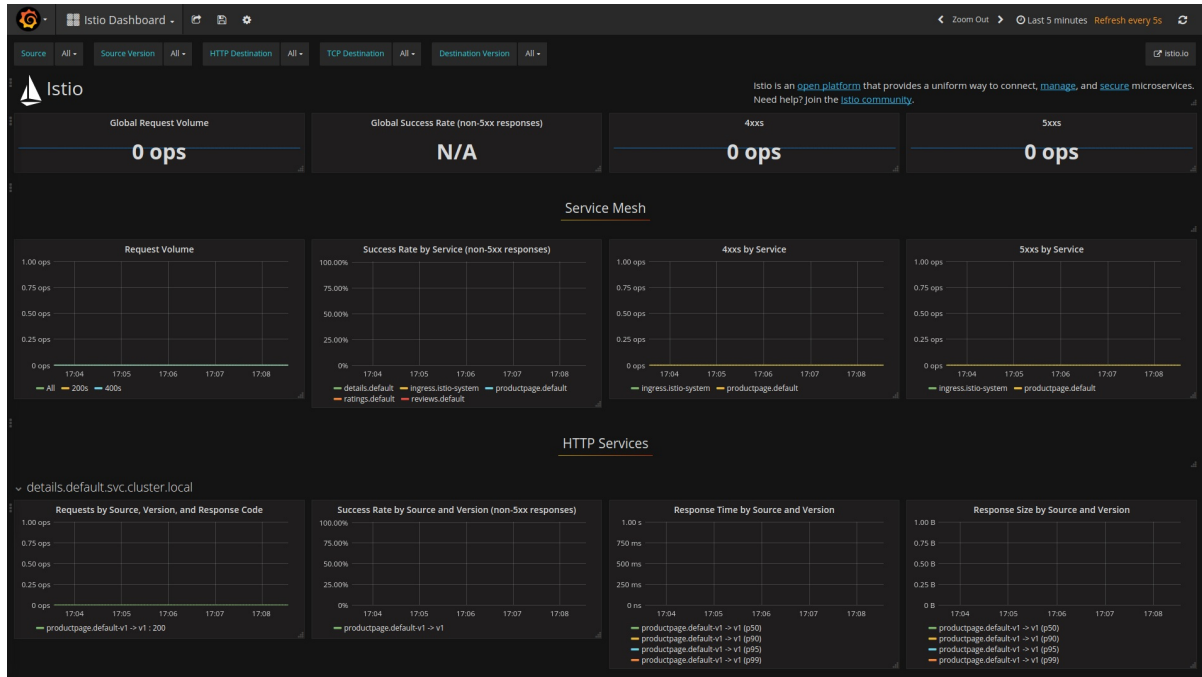 Istio Dashboard
Zoom Out
Last 5 minutes Refresh every 5s
Source All Source Version All HTTP Destination All TCP Destination All Destination Version All
istio.io
Istio
Istio is an open platform that provides a uniform way to connect, manage, and secure microservices.
Need help? Join the Istio community.
Global Request Volume
0 ops
Global Success Rate (non-5xx responses)
N/A
4xxs
0 ops
5xxs
0 ops
Service Mesh
Request Volume
1.00 ops
0.75 ops
0.50 ops
0.25 ops
0 ops
17:04 17:05 17:06 17:07 17:08
All 200s 400s
Success Rate by Service (non-5xx responses)
100.00%
75.00%
50.00%
25.00%
0%
17:04 17:05 17:06 17:07 17:08
details.default ingress.istio-system productpage.default
ratings.default reviews.default
4xxs by Service
1.00 ops
0.75 ops
0.50 ops
0.25 ops
0 ops
17:04 17:05 17:06 17:07 17:08
ingress.istio-system productpage.default
5xxs by Service
1.00 ops
0.75 ops
0.50 ops
0.25 ops
0 ops
17:04 17:05 17:06 17:07 17:08
ingress.istio-system productpage.default
HTTP Services
details.default.svc.cluster.local
Requests by Source, Version, and Response Code
1.00 ops
0.75 ops
0.50 ops
0.25 ops
0 ops
17:04 17:05 17:06 17:07 17:08
productpage.default-v1 -> v1 : 200
Success Rate by Source and Version (non-5xx responses)
100.00%
75.00%
50.00%
25.00%
0%
17:04 17:05 17:06 17:07 17:08
productpage.default-v1 -> v1
Response Time by Source and Version
1.00 s
750 ms
500 ms
250 ms
0 ns
17:04 17:05 17:06 17:07 17:08
productpage.default-v1 -> v1 (p50)
productpage.default-v1 -> v1 (p90)
productpage.default-v1 -> v1 (p95)
productpage.default-v1 -> v1 (p99)
Response Size by Source and Version
1.00 B
0.75 B
0.50 B
0.25 B
0 B
17:04 17:05 17:06 17:07 17:08
productpage.default-v1 -> v1 (p50)
productpage.default-v1 -> v1 (p90)
productpage.default-v1 -> v1 (p95)
productpage.default-v1 -> v1 (p99)